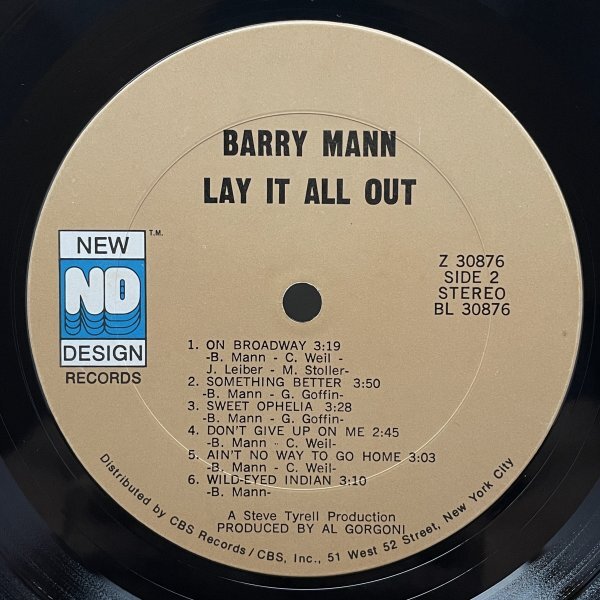 BARRY MANN
LAY IT ALL OUT
T.M.
NEW
ND
DESIGN
RECORDS
Z 30876
SIDE 2
STEREO
BL 30876
1. ON BROADWAY 3:19
-B. Mann - C. Weil -
J. Leiber - M. Stoller-
2. SOMETHING BETTER 3:50
-B. Mann - G. Goffin-
3. SWEET OPHELIA 3:28
-B. Mann - G. Goffin-
4. DON'T GIVE UP ON ME 2:45
-B. Mann - C. Weil-
5. AIN'T NO WAY TO GO HOME 3:03
-B. Mann - C. Weil-
6. WILD-EYED INDIAN 3:10
-B. Mann-
A Steve Tyrell Production
PRODUCED BY AL GORGONI
Distributed by CBS Records / CBS, Inc., 51 West 52 Street, New York City